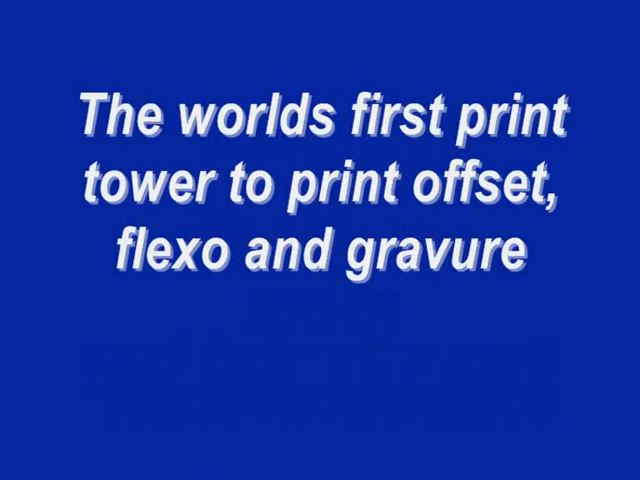 The worlds first print
tower to print offset,
flexo and gravure